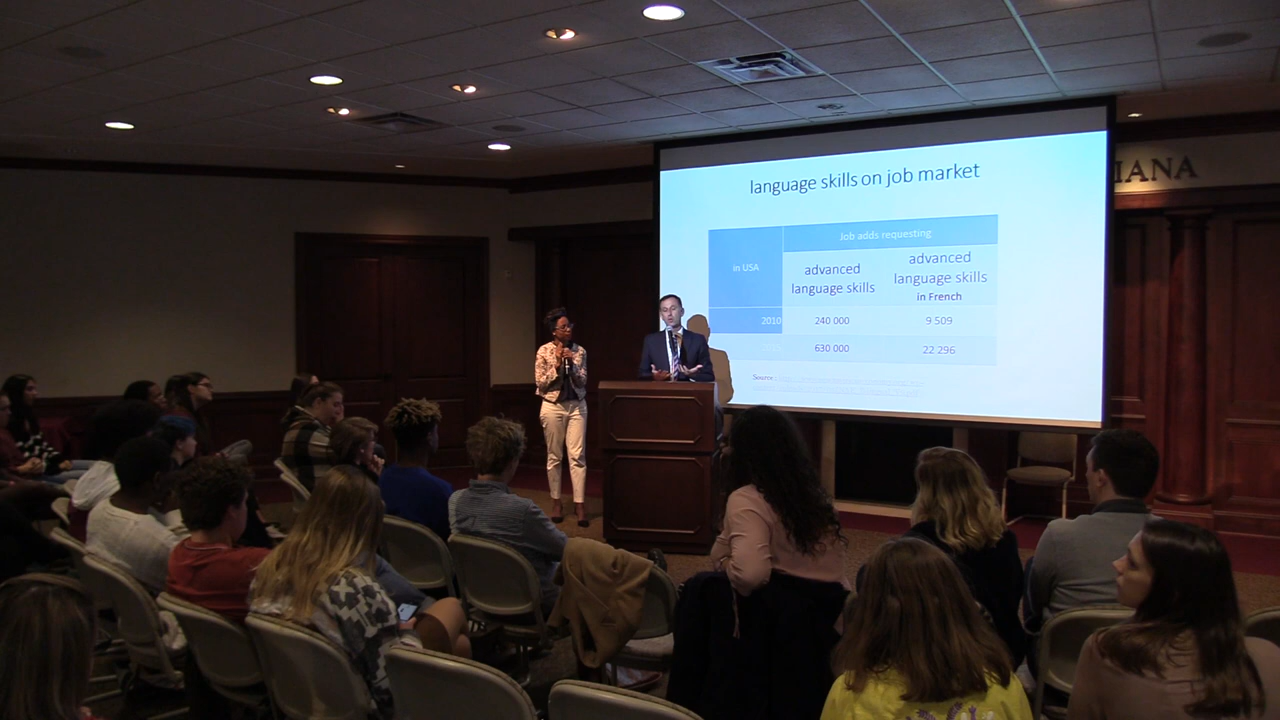 language skills on job market
Job adds requesting
in USA
advanced
language skills
advanced
language skills
in French
2010
240 000
9 509
630 000
22 296
Source:
IANA